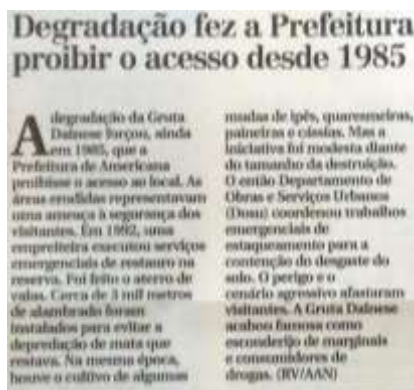 Degradação fez a Prefeitura
proibir o acesso desde 1985
A degradação da Gruta
Dainese forçou, ainda
em 1985, que a
Prefeitura de Americana
proibisse o acesso ao local. As
áreas erodidas representavam
uma ameaça à segurança dos
visitantes. Em 1992, uma
empreiteira executou serviços
emergenciais de restauro na
reserva. Foi feito o aterro de
valas. Cerca de 3 mil metros
de alambrado foram
instalados para evitar a
depredação de mata que
restava. Na mesma época,
houve o cultivo de algumas
mudas de ipês, quaresmeiras,
paineiras e cássias. Mas a
iniciativa foi modesta diante
do tamanho da destruição.
O então Departamento de
Obras e Serviços Urbanos
(Dosu) coordenou trabalhos
emergenciais de
estaqueamento para a
contenção do desgaste do
solo. O perigo e o
cenário agressivo afastaram
visitantes. A Gruta Dainese
acabou famosa como
esconderijo de marginais
e consumidores de
drogas. (RV/AAN)